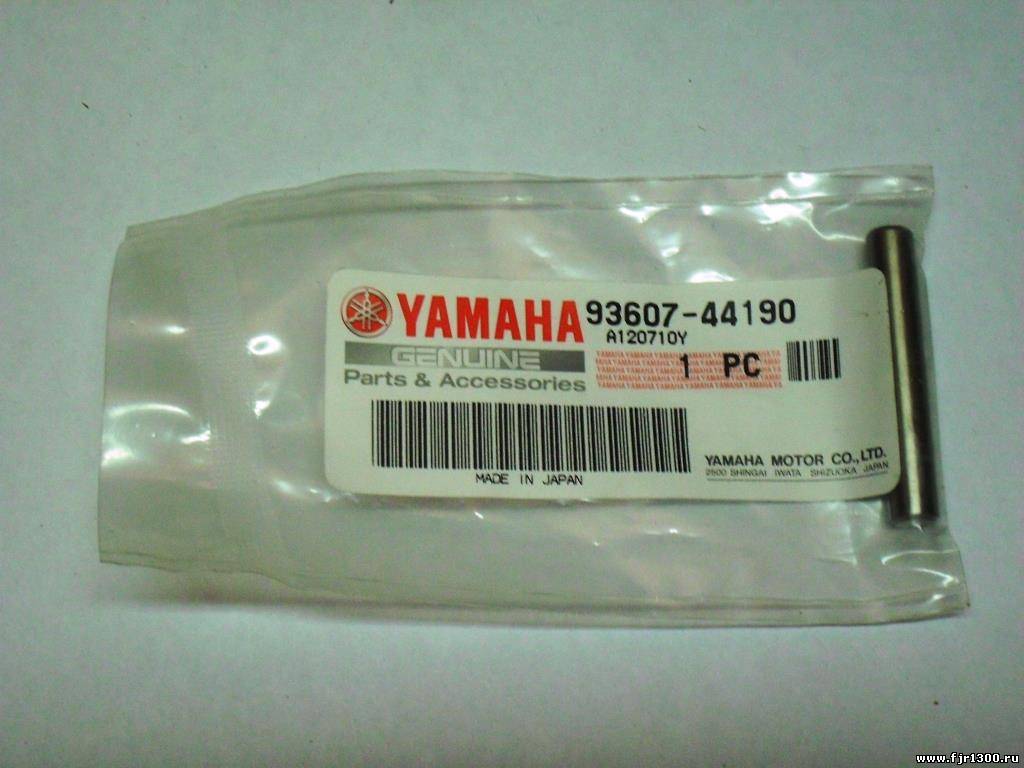 YAMAHA 93607-44190
A120710Y
GENUINE
Parts & Accessories
1 PC
YAMAHA MOTOR CO.,LTD.
2500 SHINGAI IWATA SHIZUOKA JAPAN
MADE IN JAPAN
www.fjr1300.ru